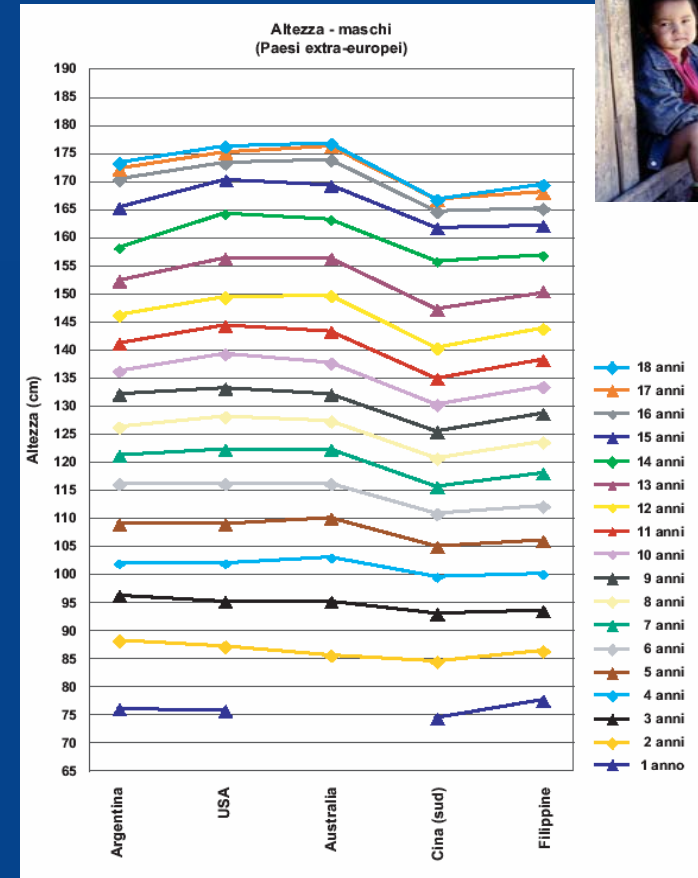 Altezza - maschi
(Paesi extra-europei)
190
185
180
175
170
165
160
155
150
145
140
135
130
125
120
115
110
105
100
95
90
85
80
75
70
65
Altezza (cm)
Argentina
USA
Australia
Cina (sud)
Filippine
18 anni
17 anni
16 anni
15 anni
14 anni
13 anni
12 anni
11 anni
10 anni
9 anni
8 anni
7 anni
6 anni
5 anni
4 anni
3 anni
2 anni
1 anno